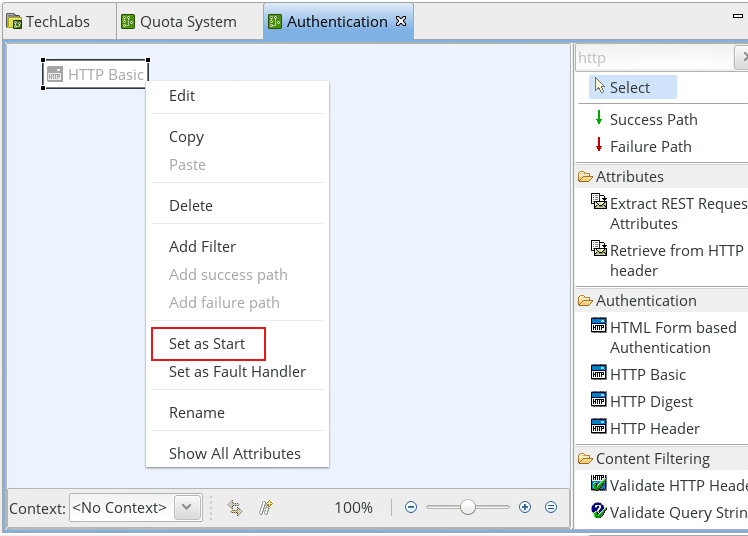 TechLabs
Quota System
Authentication
HTTP Basic
Edit
Copy
Paste
Delete
Add Filter
Add success path
Add failure path
Set as Start
Set as Fault Handler
Rename
Show All Attributes
http
Select
Success Path
Failure Path
Attributes
Extract REST Reques
Attributes
Retrieve from HTTP
header
Authentication
HTML Form based
Authentication
HTTP Basic
HTTP Digest
HTTP Header
Content Filtering
Validate HTTP Heade
Validate Query Strin
Context: <No Context> 100%